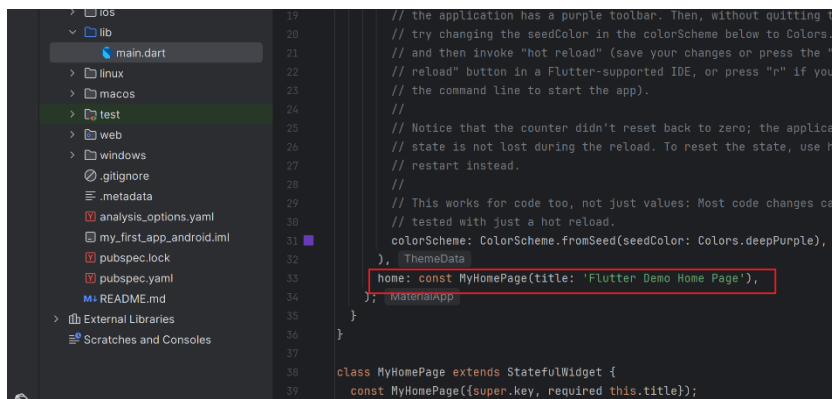 ios
lib
main.dart
linux
macos
test
web
windows
.gitignore
.metadata
analysis_options.yaml
my_first_app_android.iml
pubspec.lock
pubspec.yaml
M↓ README.md
External Libraries
Scratches and Consoles
19 // the application has a purple toolbar. Then, without quitting
20 // try changing the seedColor in the colorScheme below to Colors.
21 // and then invoke "hot reload" (save your changes or press the "
22 // reload" button in a Flutter-supported IDE, or press "r" if you
23 // the command line to start the app).
24 //
25 // Notice that the counter didn't reset back to zero; the applica
26 // state is not lost during the reload. To reset the state, use h
27 // restart instead.
28 //
29 // This works for code too, not just values: Most code changes ca
30 // tested with just a hot reload.
31 colorScheme: ColorScheme.fromSeed(seedColor: Colors.deepPurple),
32 ), ThemeData
33 home: const MyHomePage(title: 'Flutter Demo Home Page'),
34 ); MaterialApp
35 }
36 }
37
38 class MyHomePage extends StatefulWidget {
39 const MyHomePage({super.key, required this.title});